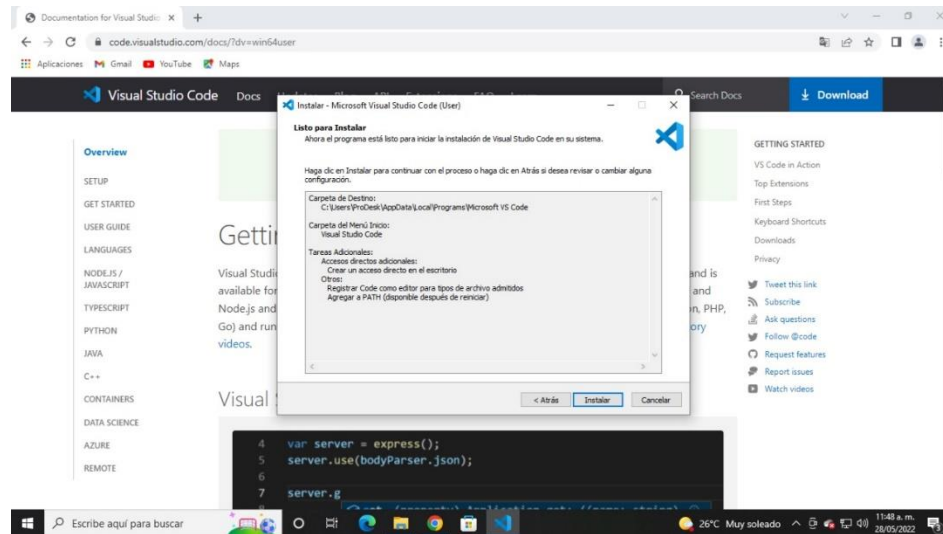 Documentation for Visual Studio
code.visualstudio.com/docs/?dv=win64user
Aplicaciones Gmail YouTube Maps
Visual Studio Code Docs Search Docs Download
Instalar - Microsoft Visual Studio Code (User)
Listo para Instalar
Ahora el programa está listo para iniciar la instalación de Visual Studio Code en su sistema.
Haga clic en Instalar para continuar con el proceso o haga clic en Atrás si desea revisar o cambiar alguna
configuración.
Carpeta de Destino:
C:\Users\ProDesk\AppData\Local\Programs\Microsoft VS Code
Carpeta del Menú Inicio:
Visual Studio Code
Tareas Adicionales:
Accesos directos adicionales:
Crear un acceso directo en el escritorio
Otros:
Registrar Code como editor para tipos de archivo admitidos
Agregar a PATH (disponible después de reiniciar)
< Atrás Instalar Cancelar
Overview
SETUP
GET STARTED
USER GUIDE
LANGUAGES
NODE.JS /
JAVASCRIPT
TYPESCRIPT
PYTHON
JAVA
C++
CONTAINERS
DATA SCIENCE
AZURE
REMOTE
Getti
Visual Studi and is
available for and
Node.js and n, PHP,
Go) and run ory
videos.
Visual
4 var server = express();
5 server.use(bodyParser.json);
6
7 server.g
GETTING STARTED
VS Code in Action
Top Extensions
First Steps
Keyboard Shortcuts
Downloads
Privacy
Tweet this link
Subscribe
Ask questions
Follow @code
Request features
Report issues
Watch videos
Escribe aquí para buscar
26°C Muy soleado
11:48 a. m.
28/05/2022